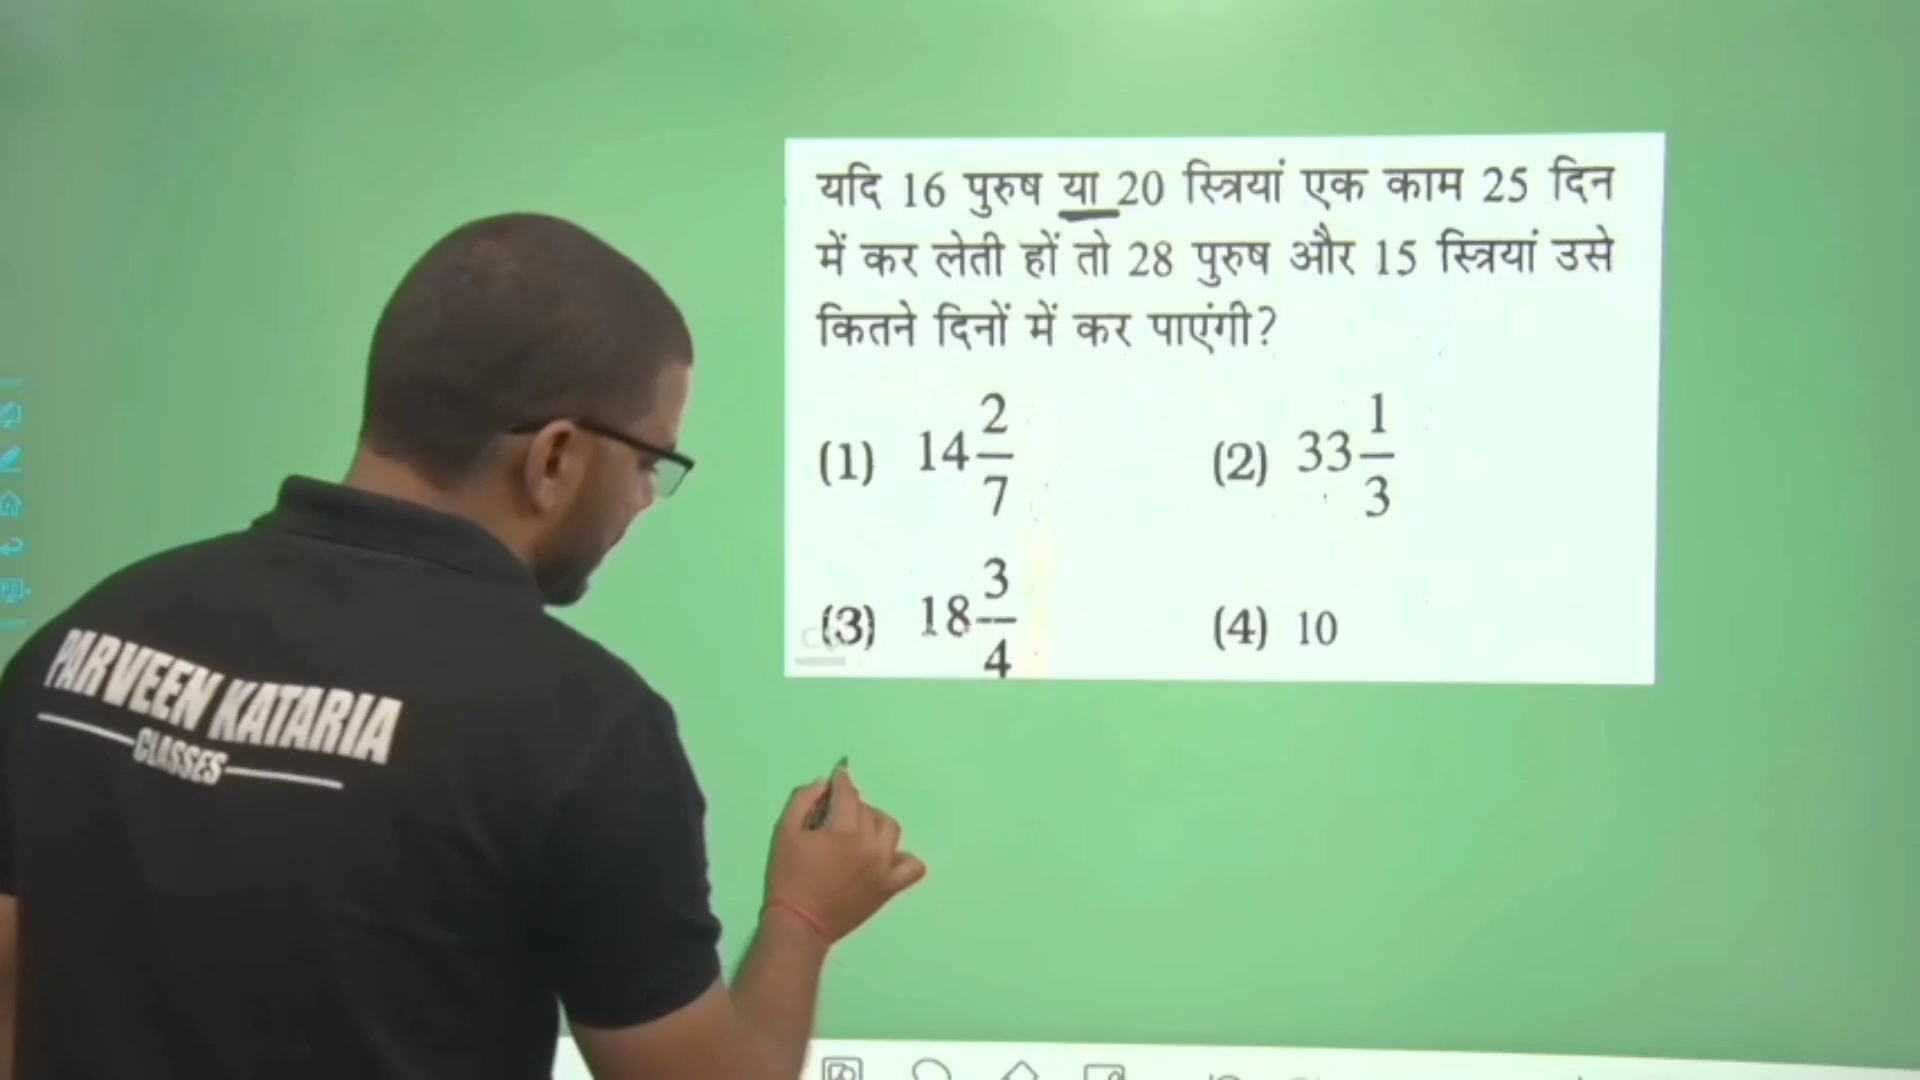 यदि 16 पुरुष या 20 स्त्रियां एक काम 25 दिन
में कर लेती हों तो 28 पुरुष और 15 स्त्रियां उसे
कितने दिनों में कर पाएंगी?
(1) 14 2/7 (2) 33 1/3
(3) 18 3/4 (4) 10
PARVEEN KATARIA
CLASSES